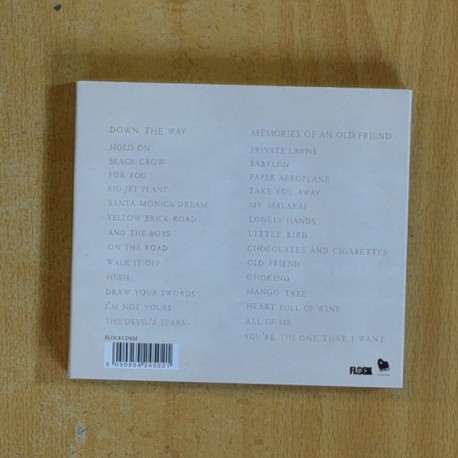 DOWN THE WAY
HOLD ON
BLACK CROW
FOR YOU
BIG JET PLANE
SANTA MONICA DREAM
YELLOW BRICK ROAD
AND THE BOYS
ON THE ROAD
WALK IT OFF
HUSH
DRAW YOUR SWORDS
I'M NOT YOURS
THE DEVIL'S TEARS
MEMORIES OF AN OLD FRIEND
PRIVATE LAWNS
BABYLON
PAPER AEROPLANE
TAKE YOU AWAY
MY MALAKAI
LONELY HANDS
LITTLE BIRD
CHOCOLATES AND CIGARETTES
OLD FRIEND
CHOKING
MANGO TREE
HEART FULL OF WINE
ALL OF ME
YOU'RE THE ONE THAT I WANT
FLOCK